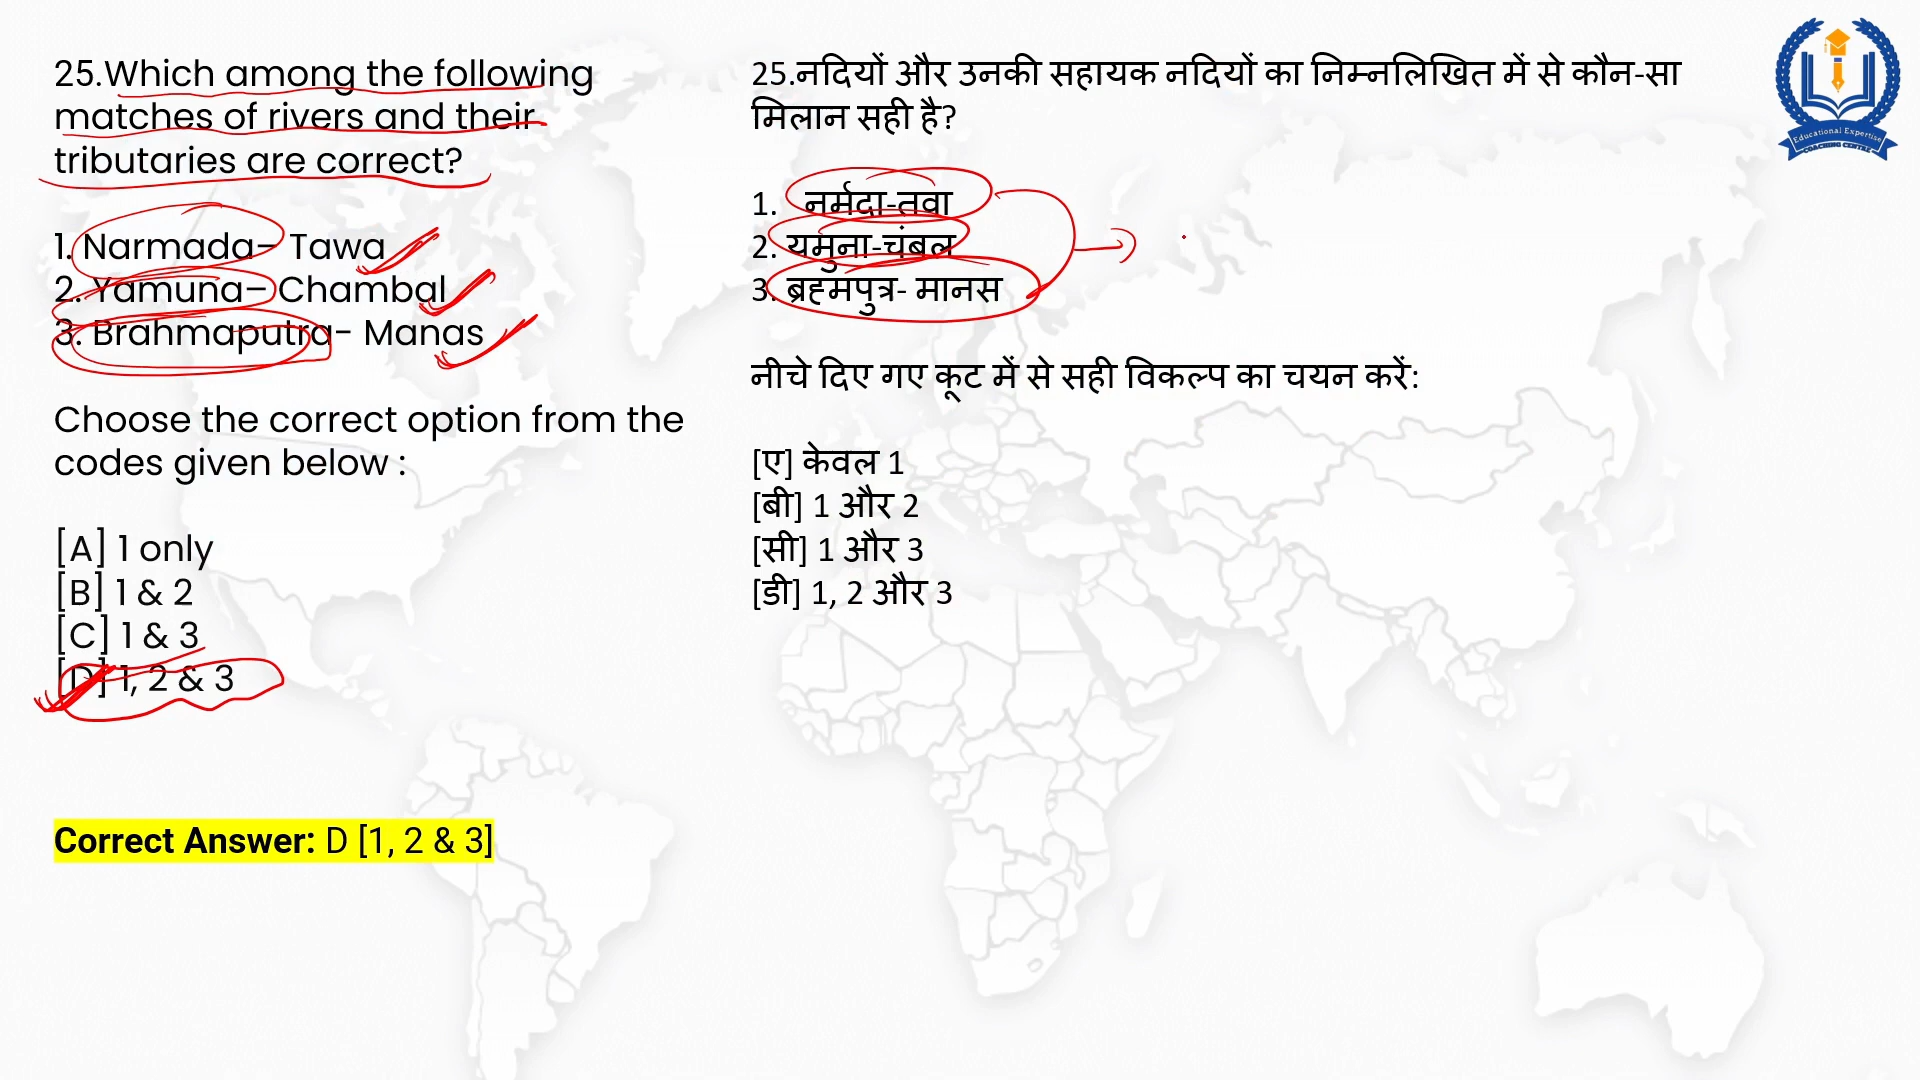 25.Which among the following
matches of rivers and their
tributaries are correct?
1. Narmada– Tawa
2. Yamuna– Chambal
3. Brahmaputra- Manas
Choose the correct option from the
codes given below :
[A] 1 only
[B] 1 & 2
[C] 1 & 3
[D] 1, 2 & 3
Correct Answer: D [1, 2 & 3]
25.नदियों और उनकी सहायक नदियों का निम्नलिखित में से कौन-सा
मिलान सही है?
1. नर्मदा-तवा
2. यमुना-चंबल
3. ब्रह्मपुत्र- मानस
नीचे दिए गए कूट में से सही विकल्प का चयन करें:
[ए] केवल 1
[बी] 1 और 2
[सी] 1 और 3
[डी] 1, 2 और 3
Educational Expertise
COACHING CENTRE